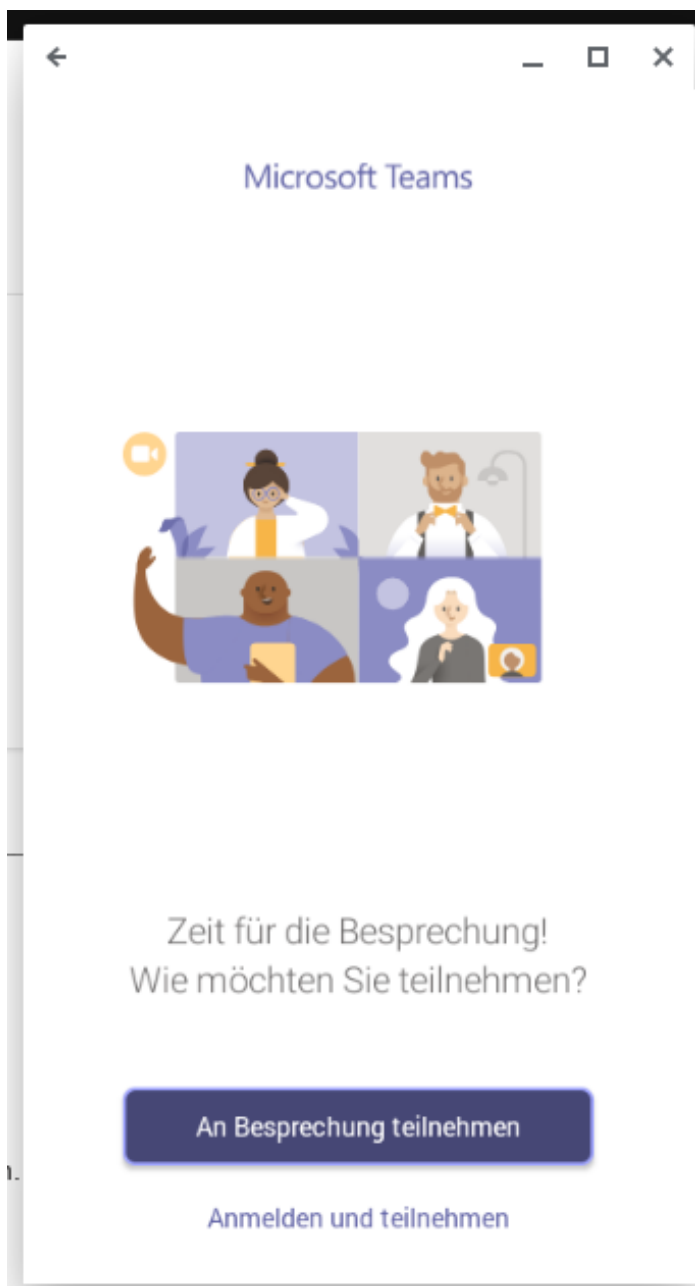 Microsoft Teams
Zeit für die Besprechung!
Wie möchten Sie teilnehmen?
An Besprechung teilnehmen
Anmelden und teilnehmen